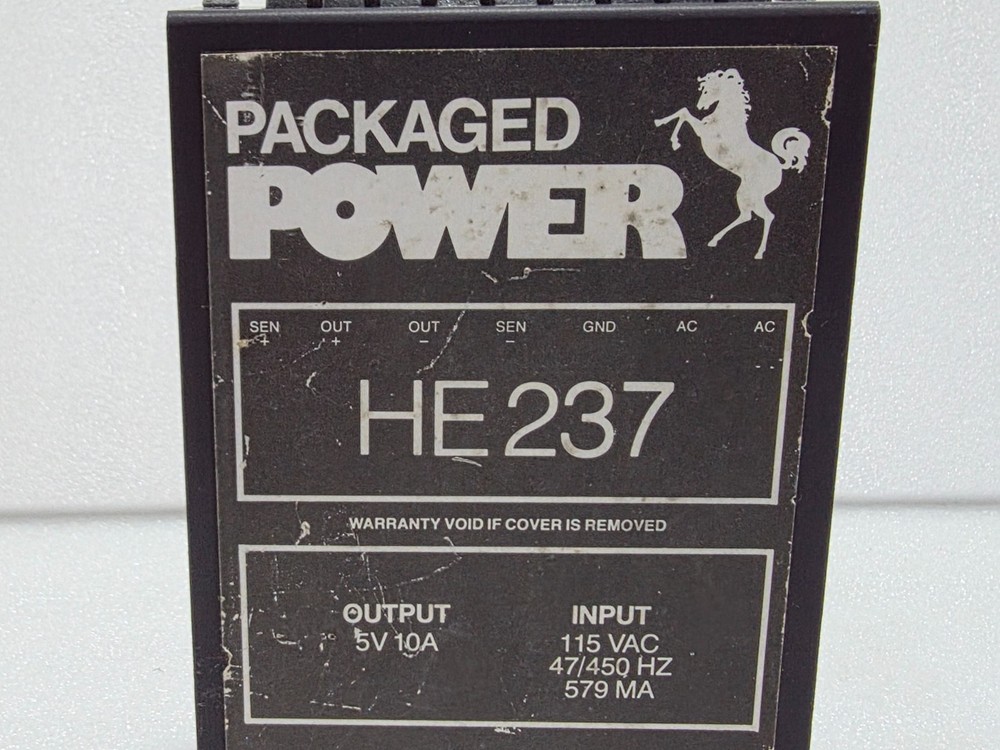 PACKAGED
POWER
SEN OUT OUT SEN GND AC AC
+ + − −
HE 237
WARRANTY VOID IF COVER IS REMOVED
OUTPUT INPUT
5V 10A 115 VAC
47/450 HZ
579 MA